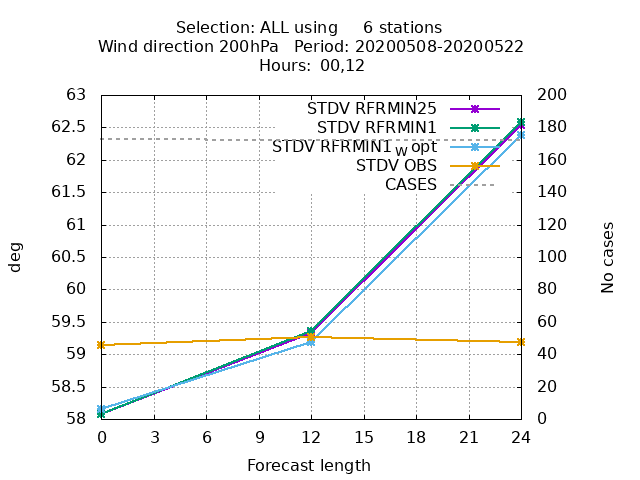 Selection: ALL using 6 stations
Wind direction 200hPa Period: 20200508-20200522
Hours: 00,12
STDV RFRMIN25
STDV RFRMIN1
STDV RFRMIN1_w opt
STDV OBS
CASES
63
62.5
62
61.5
61
60.5
60
59.5
59
58.5
58
deg
200
180
160
140
120
100
80
60
40
20
0
No cases
0 3 6 9 12 15 18 21 24
Forecast length